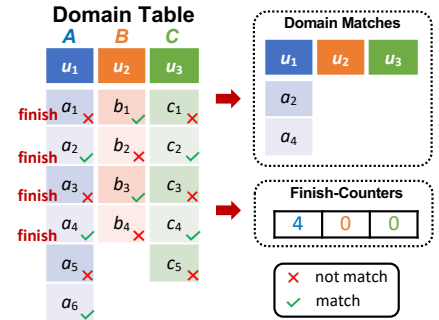 Domain Table
A B C
u1 u2 u3
finish a1 b1 c1
finish a2 b2 c2
finish a3 b3 c3
finish a4 b4 c4
a5 c5
a6
Domain Matches
u1 u2 u3
a2
a4
Finish-Counters
4 0 0
not match
match